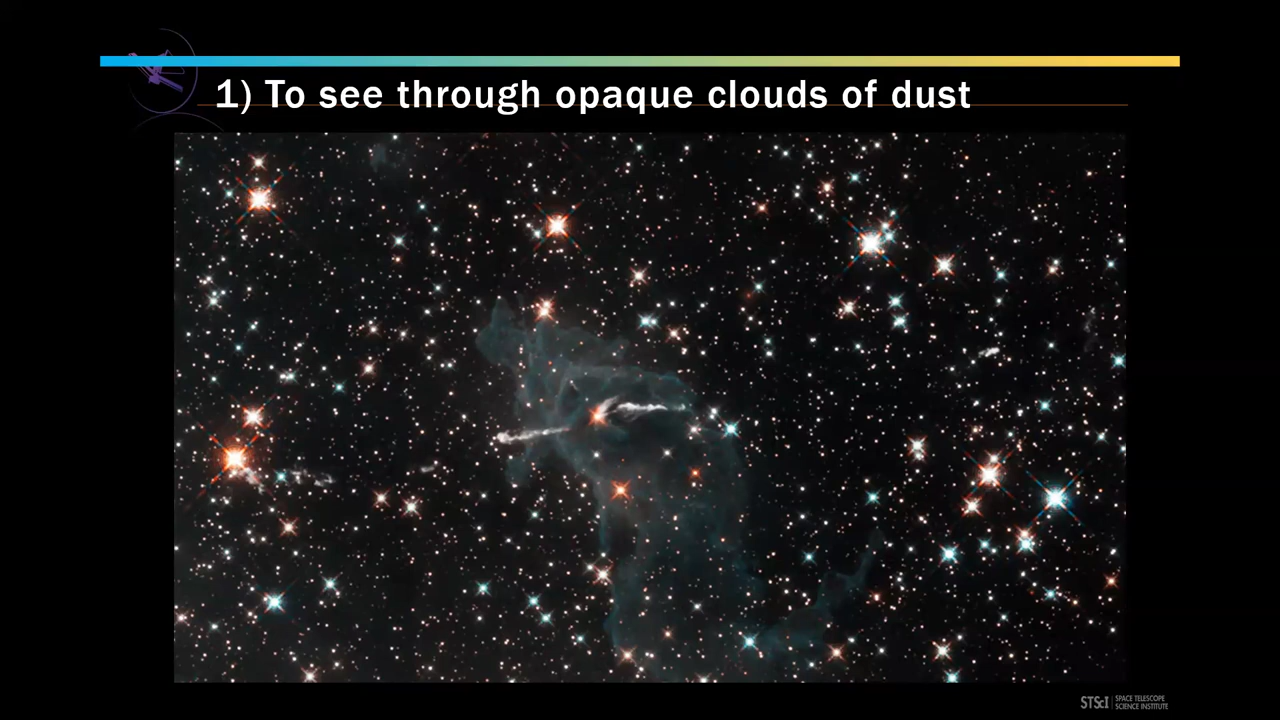 1) To see through opaque clouds of dust
STScI | SPACE TELESCOPE
SCIENCE INSTITUTE